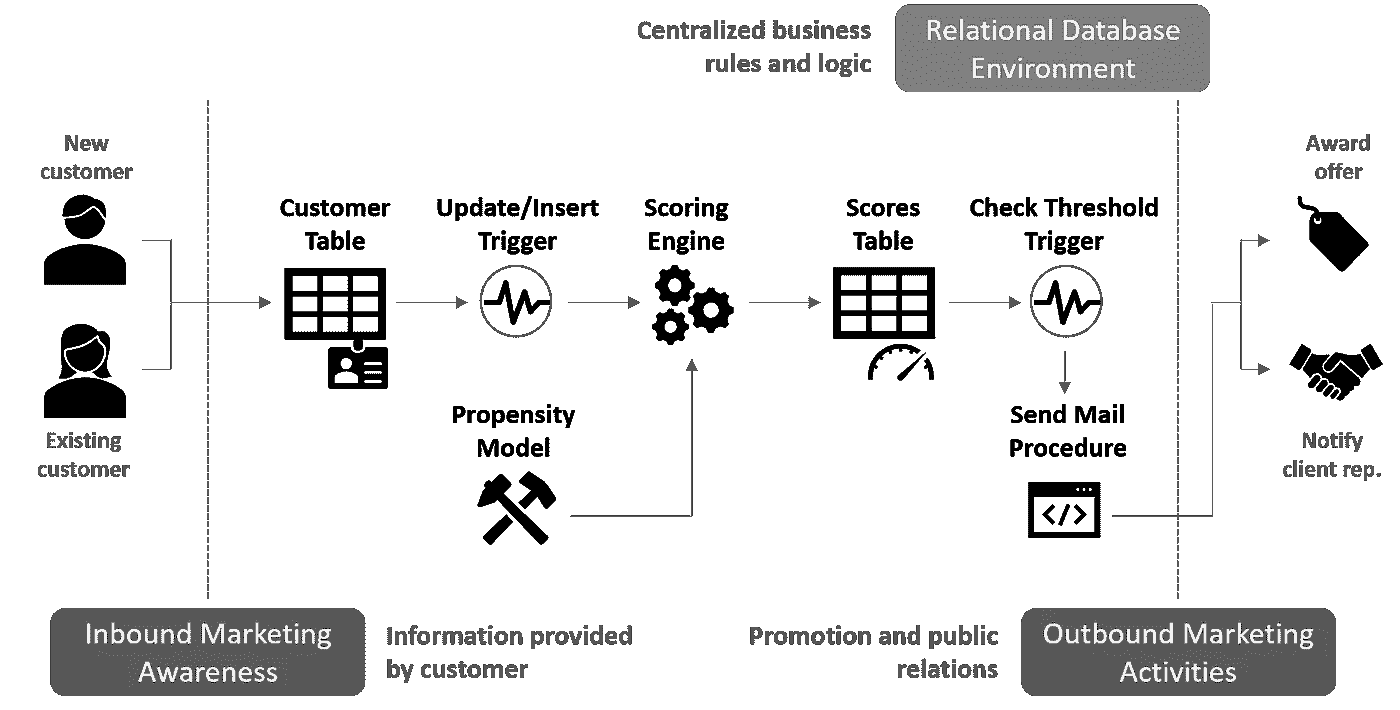 Centralized business
rules and logic
Relational Database
Environment
New
customer
Award
offer
Customer
Table
Update/Insert
Trigger
Scoring
Engine
Scores
Table
Check Threshold
Trigger
Existing
customer
Propensity
Model
Send Mail
Procedure
</>
Notify
client rep.
Inbound Marketing
Awareness
Information provided
by customer
Promotion and public
relations
Outbound Marketing
Activities